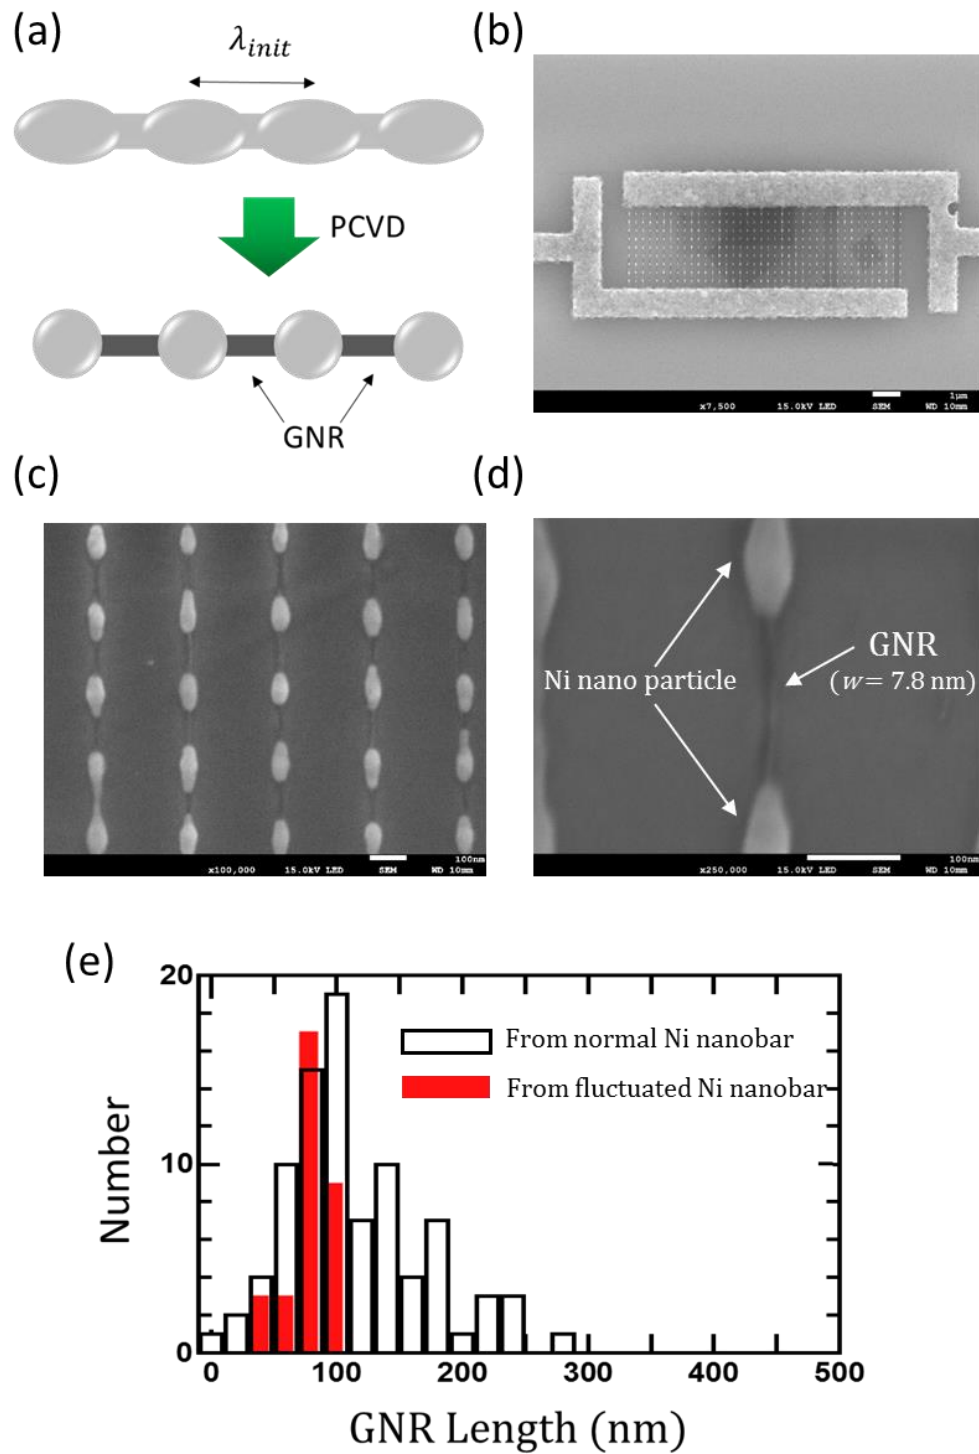 (a)
λinit
PCVD
GNR
(b)
x7,500 15.0kV LED SEM 1μm WD 10mm
(c)
x100,000 15.0kV LED SEM 100nm WD 10mm
(d)
Ni nano particle
GNR
(w = 7.8 nm)
x250,000 15.0kV LED SEM 100nm WD 10mm
(e)
20
10
0
Number
From normal Ni nanobar
From fluctuated Ni nanobar
0 100 200 300 400 500
GNR Length (nm)